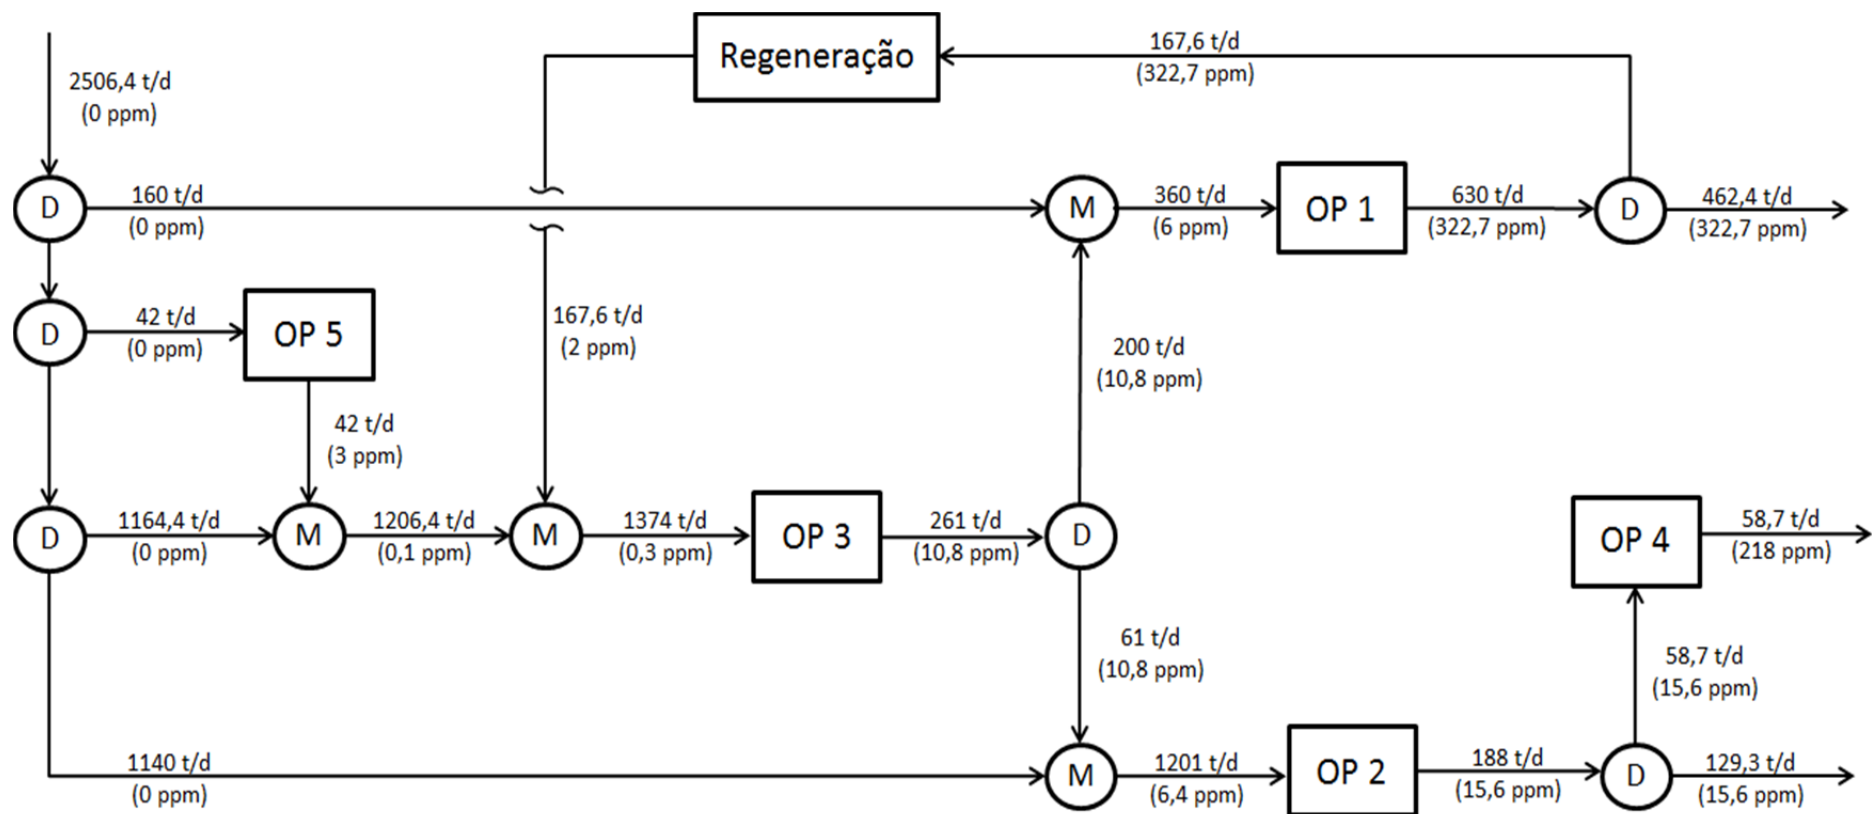 2506,4 t/d
(0 ppm)
Regeneração
167,6 t/d
(322,7 ppm)
D
160 t/d
(0 ppm)
M
360 t/d
(6 ppm)
OP 1
630 t/d
(322,7 ppm)
D
462,4 t/d
(322,7 ppm)
D
42 t/d
(0 ppm)
OP 5
167,6 t/d
(2 ppm)
200 t/d
(10,8 ppm)
42 t/d
(3 ppm)
D
1164,4 t/d
(0 ppm)
M
1206,4 t/d
(0,1 ppm)
M
1374 t/d
(0,3 ppm)
OP 3
261 t/d
(10,8 ppm)
D
OP 4
58,7 t/d
(218 ppm)
61 t/d
(10,8 ppm)
58,7 t/d
(15,6 ppm)
1140 t/d
(0 ppm)
M
1201 t/d
(6,4 ppm)
OP 2
188 t/d
(15,6 ppm)
D
129,3 t/d
(15,6 ppm)